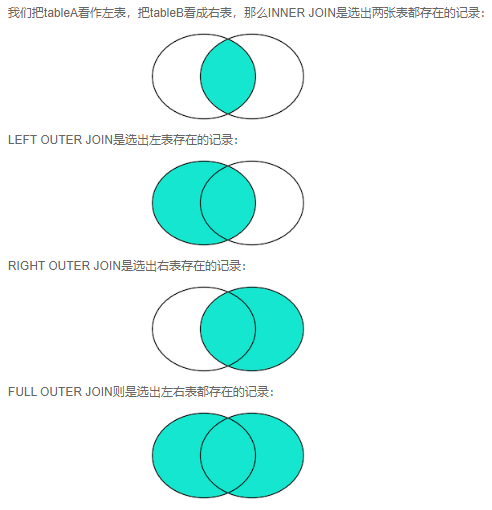 我们把tableA看作左表，把tableB看成右表，那么INNER JOIN是选出两张表都存在的记录：
LEFT OUTER JOIN是选出左表存在的记录：
RIGHT OUTER JOIN是选出右表存在的记录：
FULL OUTER JOIN则是选出左右表都存在的记录：